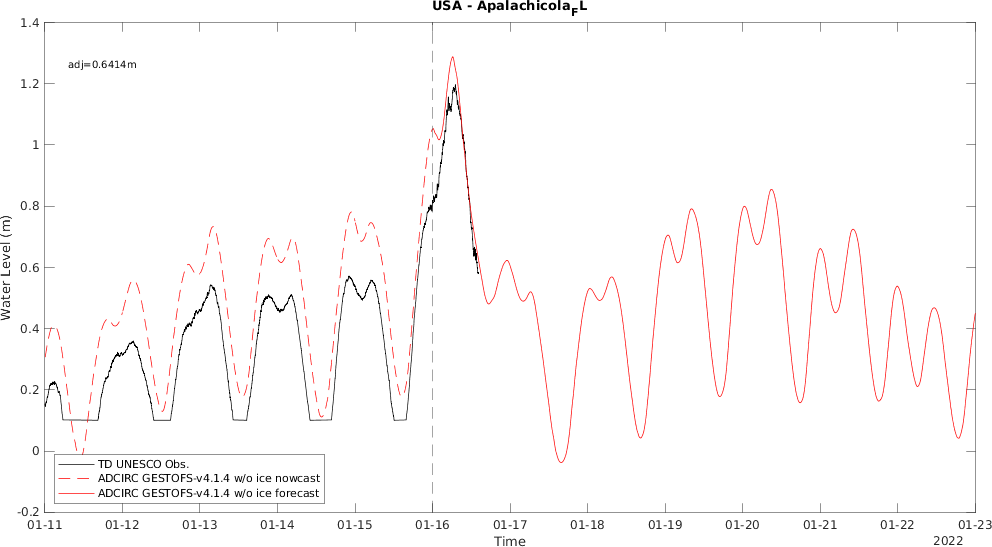 USA - Apalachicola_FL
adj=0.6414m
Water Level (m)
1.4
1.2
1
0.8
0.6
0.4
0.2
0
-0.2
TD UNESCO Obs.
ADCIRC GESTOFS-v4.1.4 w/o ice nowcast
ADCIRC GESTOFS-v4.1.4 w/o ice forecast
01-11 01-12 01-13 01-14 01-15 01-16 01-17 01-18 01-19 01-20 01-21 01-22 01-23
Time
2022